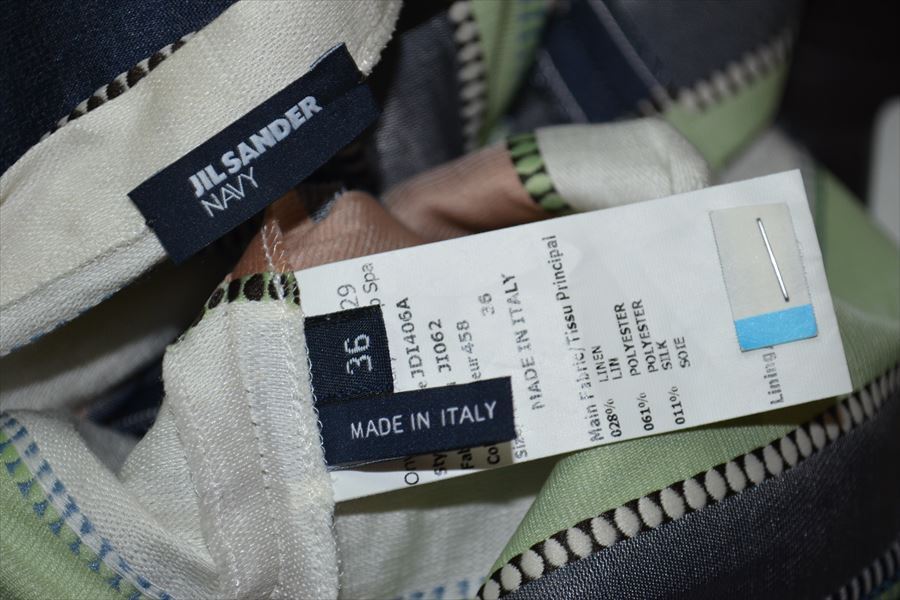 JIL SANDER
NAVY
36
MADE IN ITALY
29
Spa
JDI406A
JI062
458
36
MADE IN ITALY
Main Fabric/Tissu Principal
028% LINEN
LIN
061% POLYESTER
POLYESTER
011% SILK
SOIE
Lining